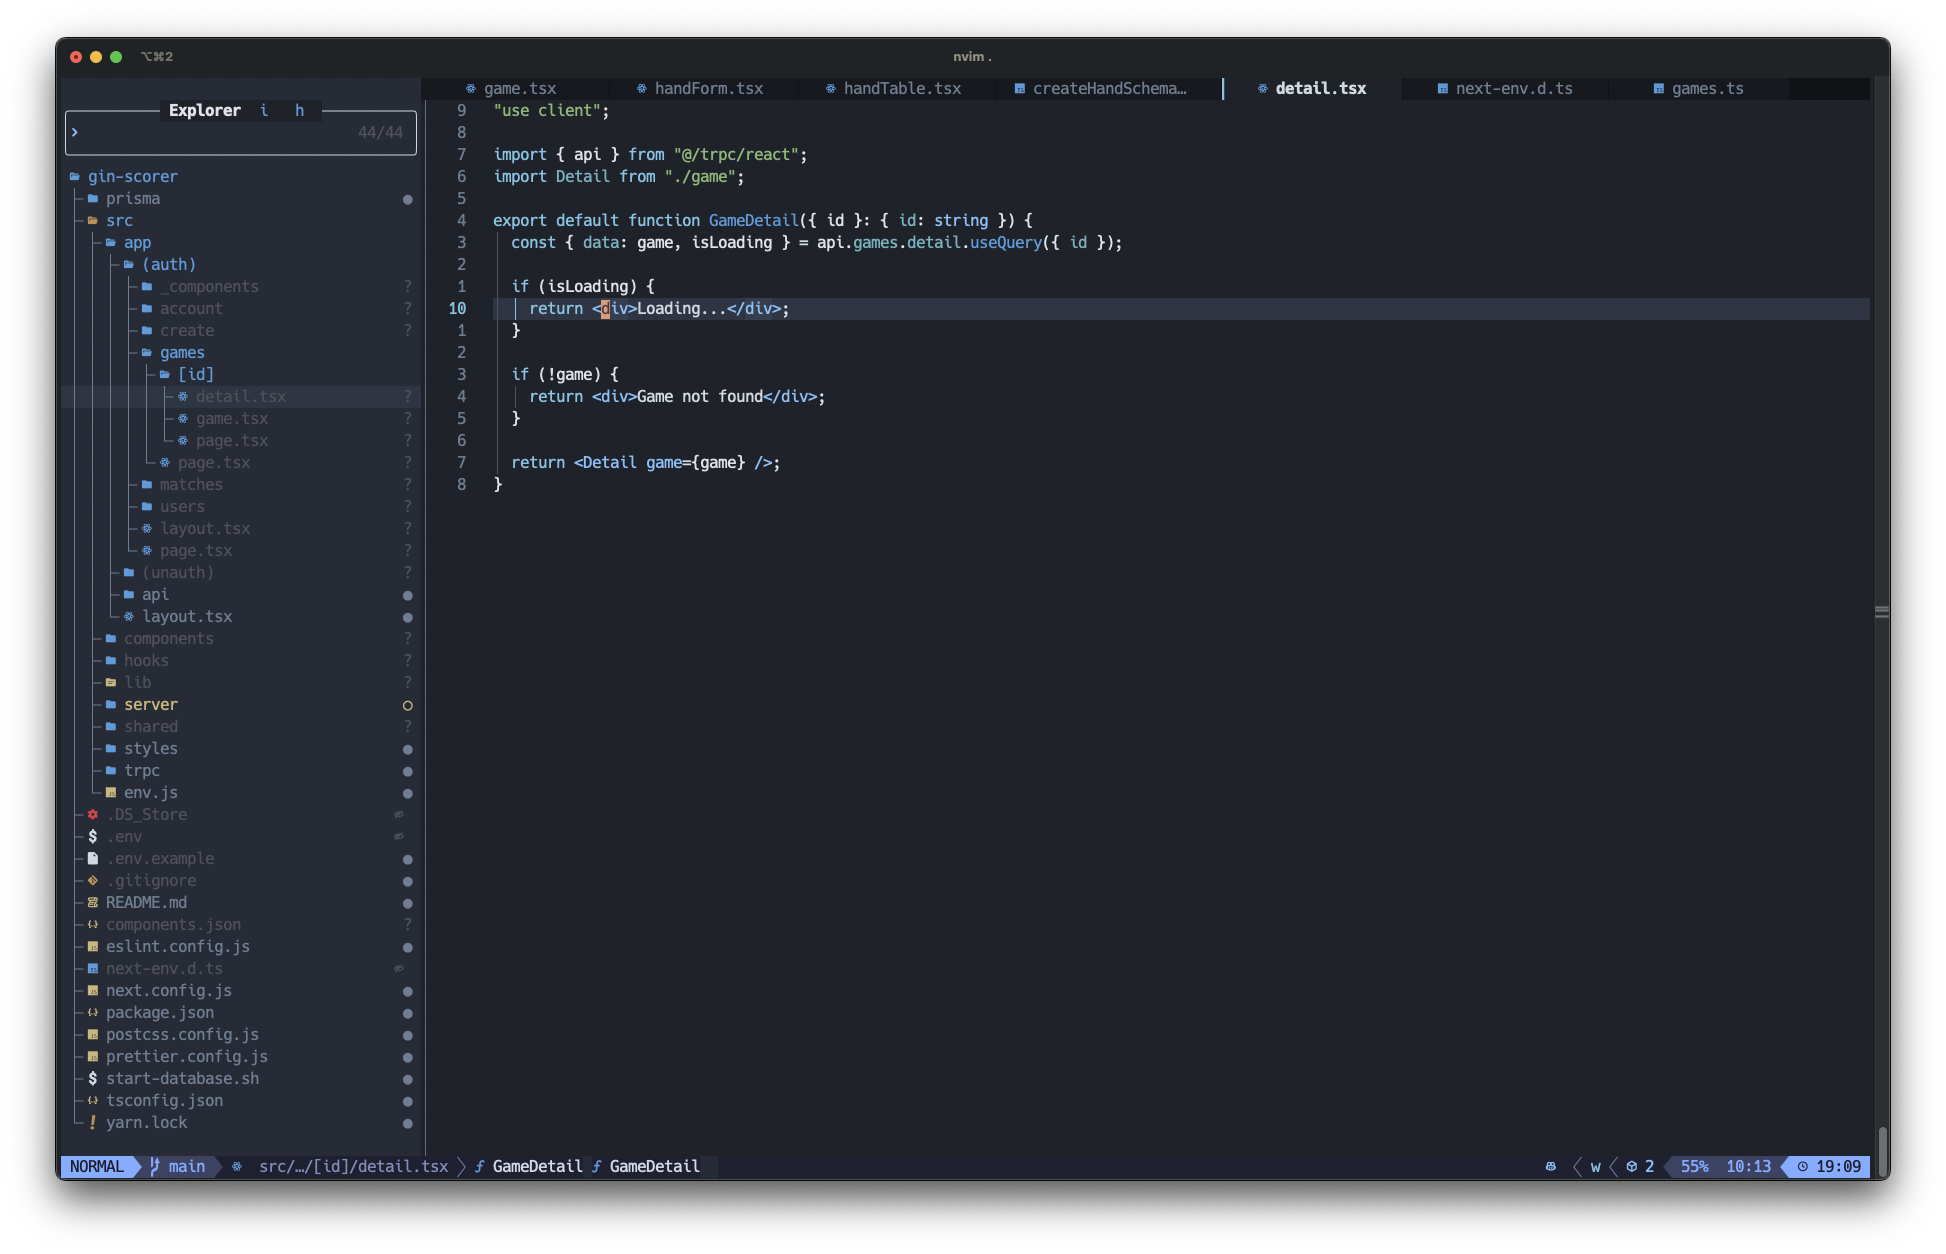 ⌥⌘2
nvim .
game.tsx handForm.tsx handTable.tsx createHandSchema… detail.tsx next-env.d.ts games.ts
Explorer i h
› 44/44
gin-scorer
prisma
src
app
(auth)
_components ?
account ?
create ?
games
[id]
detail.tsx ?
game.tsx ?
page.tsx ?
page.tsx ?
matches ?
users ?
layout.tsx ?
page.tsx ?
(unauth) ?
api
layout.tsx
components ?
hooks ?
lib ?
server
shared ?
styles
trpc
env.js
.DS_Store
$ .env
.env.example
.gitignore
README.md
components.json ?
eslint.config.js
next-env.d.ts
next.config.js
package.json
postcss.config.js
prettier.config.js
$ start-database.sh
tsconfig.json
! yarn.lock
9 "use client";
8
7 import { api } from "@/trpc/react";
6 import Detail from "./game";
5
4 export default function GameDetail({ id }: { id: string }) {
3 const { data: game, isLoading } = api.games.detail.useQuery({ id });
2
1 if (isLoading) {
10 return <div>Loading...</div>;
1 }
2
3 if (!game) {
4 return <div>Game not found</div>;
5 }
6
7 return <Detail game={game} />;
8 }
NORMAL main src/…/[id]/detail.tsx GameDetail GameDetail w 2 55% 10:13 19:09